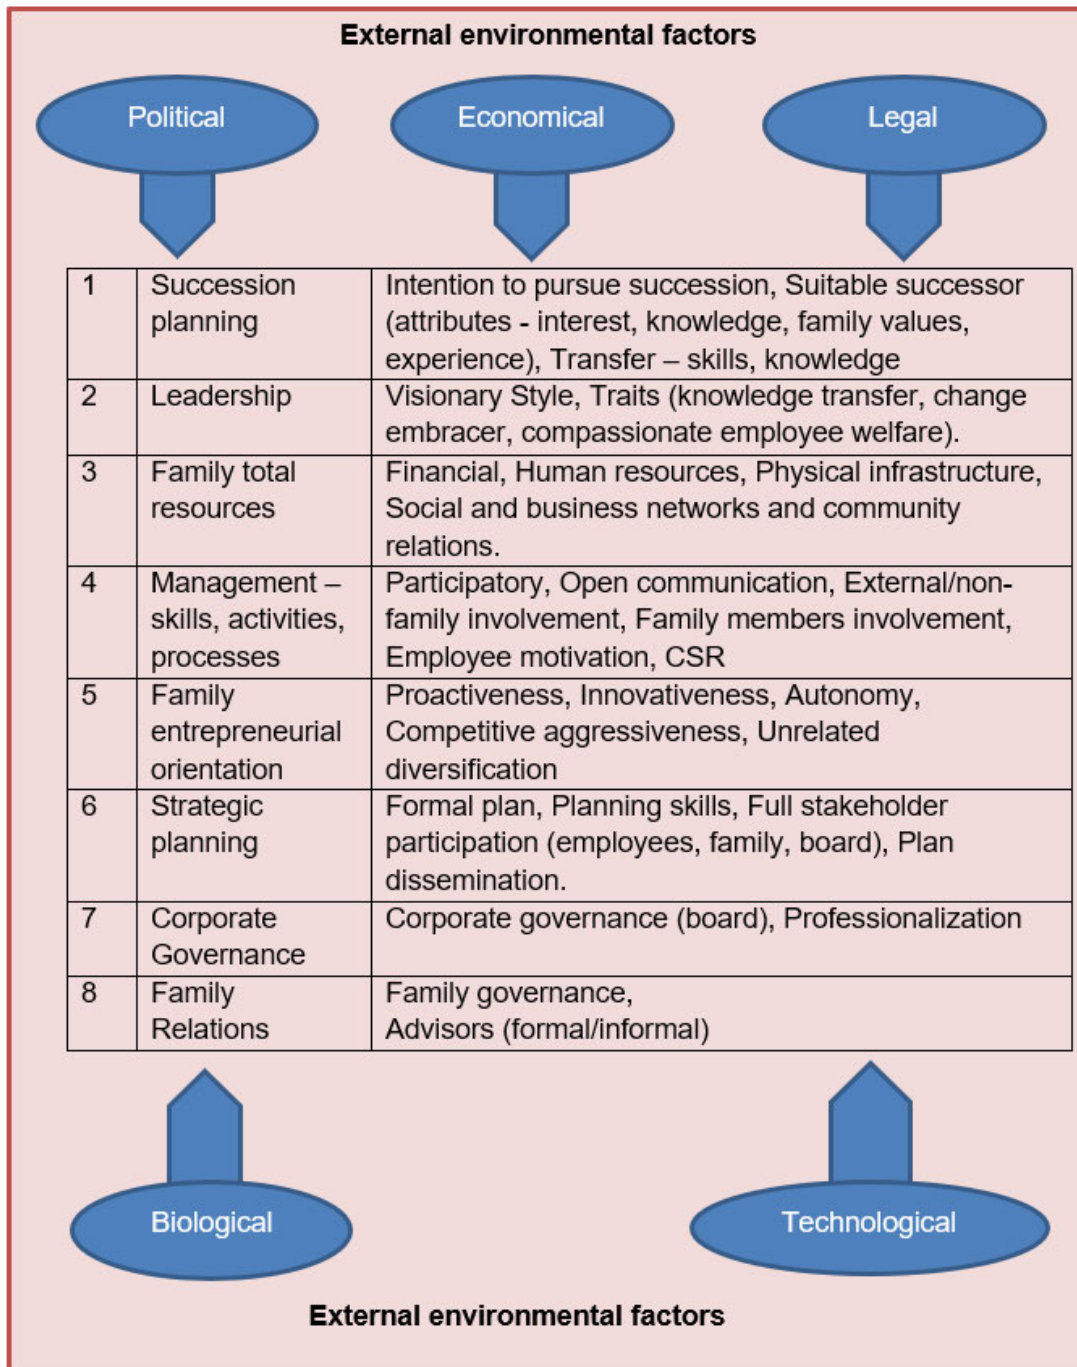 External environmental factors
Political
Economical
Legal
1
Succession
planning
Intention to pursue succession, Suitable successor
(attributes - interest, knowledge, family values,
experience), Transfer – skills, knowledge
2
Leadership
Visionary Style, Traits (knowledge transfer, change
embracer, compassionate employee welfare).
3
Family total
resources
Financial, Human resources, Physical infrastructure,
Social and business networks and community
relations.
4
Management –
skills, activities,
processes
Participatory, Open communication, External/non-
family involvement, Family members involvement,
Employee motivation, CSR
5
Family
entrepreneurial
orientation
Proactiveness, Innovativeness, Autonomy,
Competitive aggressiveness, Unrelated
diversification
6
Strategic
planning
Formal plan, Planning skills, Full stakeholder
participation (employees, family, board), Plan
dissemination.
7
Corporate
Governance
Corporate governance (board), Professionalization
8
Family
Relations
Family governance,
Advisors (formal/informal)
Biological
Technological
External environmental factors